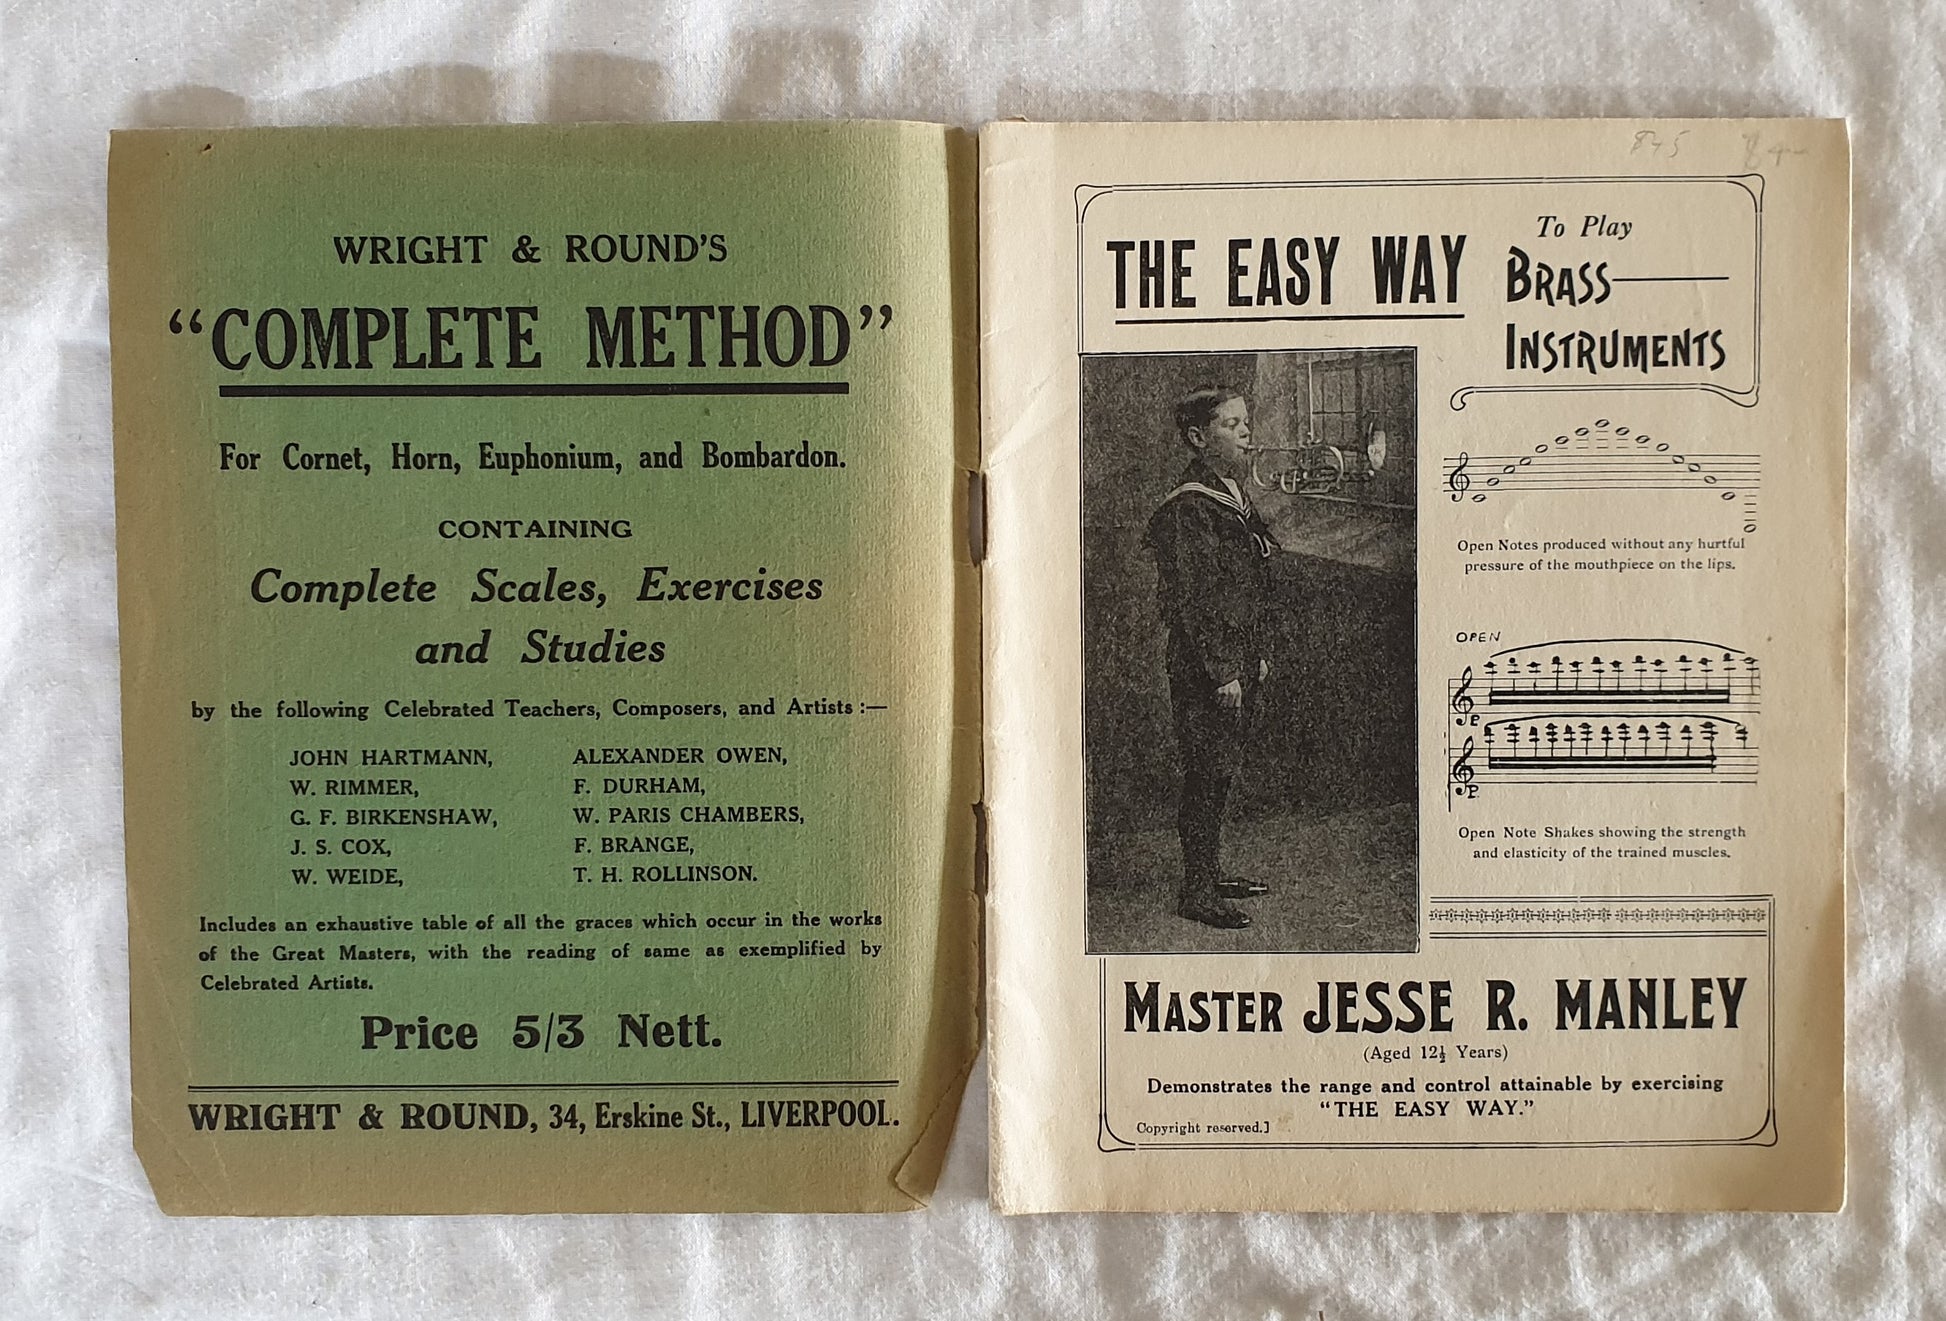 WRIGHT & ROUND'S
“COMPLETE METHOD”
For Cornet, Horn, Euphonium, and Bombardon.
CONTAINING
Complete Scales, Exercises
and Studies
by the following Celebrated Teachers, Composers, and Artists :—
JOHN HARTMANN,
W. RIMMER,
G. F. BIRKENSHAW,
J. S. COX,
W. WEIDE,
ALEXANDER OWEN,
F. DURHAM,
W. PARIS CHAMBERS,
F. BRANGE,
T. H. ROLLINSON.
Includes an exhaustive table of all the graces which occur in the works
of the Great Masters, with the reading of same as exemplified by
Celebrated Artists.
Price 5/3 Nett.
WRIGHT & ROUND, 34, Erskine St., LIVERPOOL.
845
THE EASY WAY
To Play
BRASS
INSTRUMENTS
Open Notes produced without any hurtful
pressure of the mouthpiece on the lips.
OPEN
P.
P.
Open Note Shakes showing the strength
and elasticity of the trained muscles.
MASTER JESSE R. MANLEY
(Aged 12½ Years)
Demonstrates the range and control attainable by exercising
“THE EASY WAY.”
Copyright reserved.]